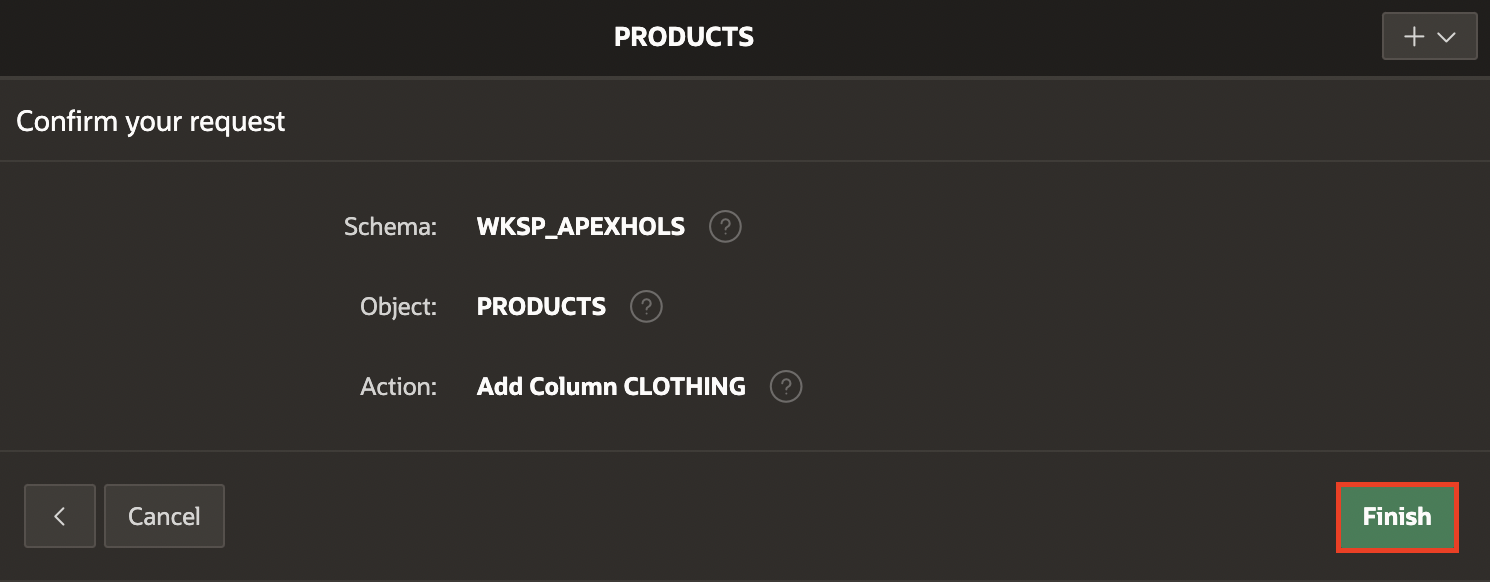 PRODUCTS
Confirm your request
Schema: WKSP_APEXHOLS ?
Object: PRODUCTS ?
Action: Add Column CLOTHING ?
Cancel Finish